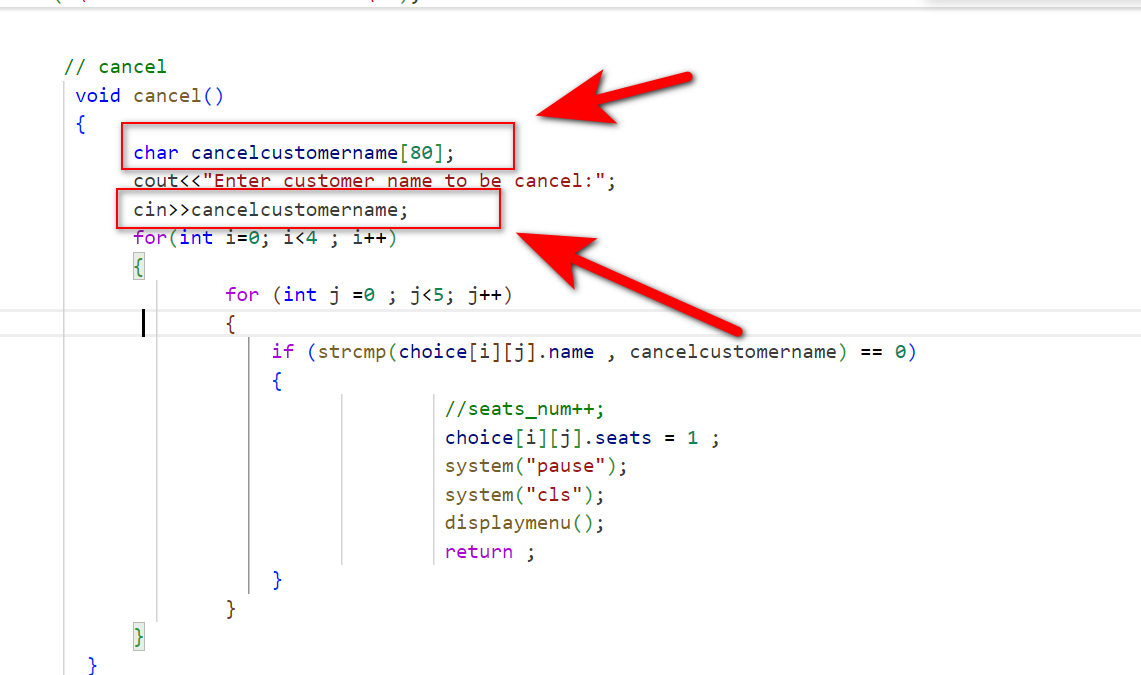 // cancel
void cancel()
{
char cancelcustomername[80];
cout<<"Enter customer name to be cancel:";
cin>>cancelcustomername;
for(int i=0; i<4 ; i++)
{
for (int j =0 ; j<5; j++)
{
if (strcmp(choice[i][j].name , cancelcustomername) == 0)
{
//seats_num++;
choice[i][j].seats = 1 ;
system("pause");
system("cls");
displaymenu();
return ;
}
}
}
}